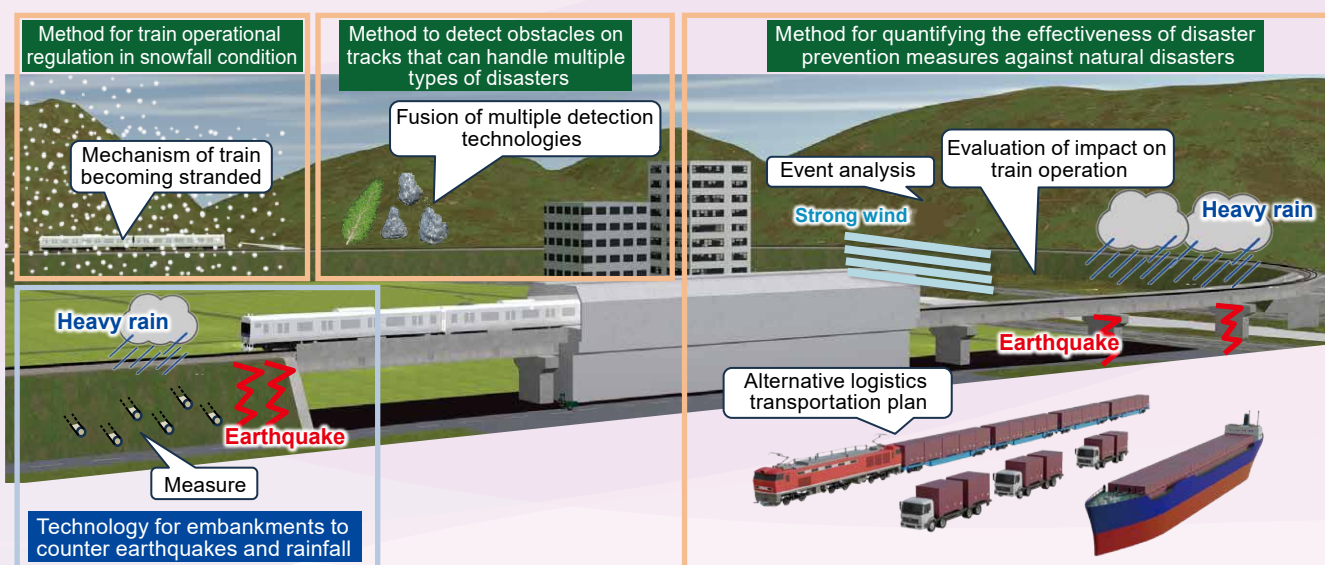 Method for train operational
regulation in snowfall condition
Mechanism of train
becoming stranded
Method to detect obstacles on
tracks that can handle multiple
types of disasters
Fusion of multiple detection
technologies
Method for quantifying the effectiveness of disaster
prevention measures against natural disasters
Event analysis
Evaluation of impact on
train operation
Strong wind
Heavy rain
Earthquake
Alternative logistics
transportation plan
Heavy rain
Earthquake
Measure
Technology for embankments to
counter earthquakes and rainfall